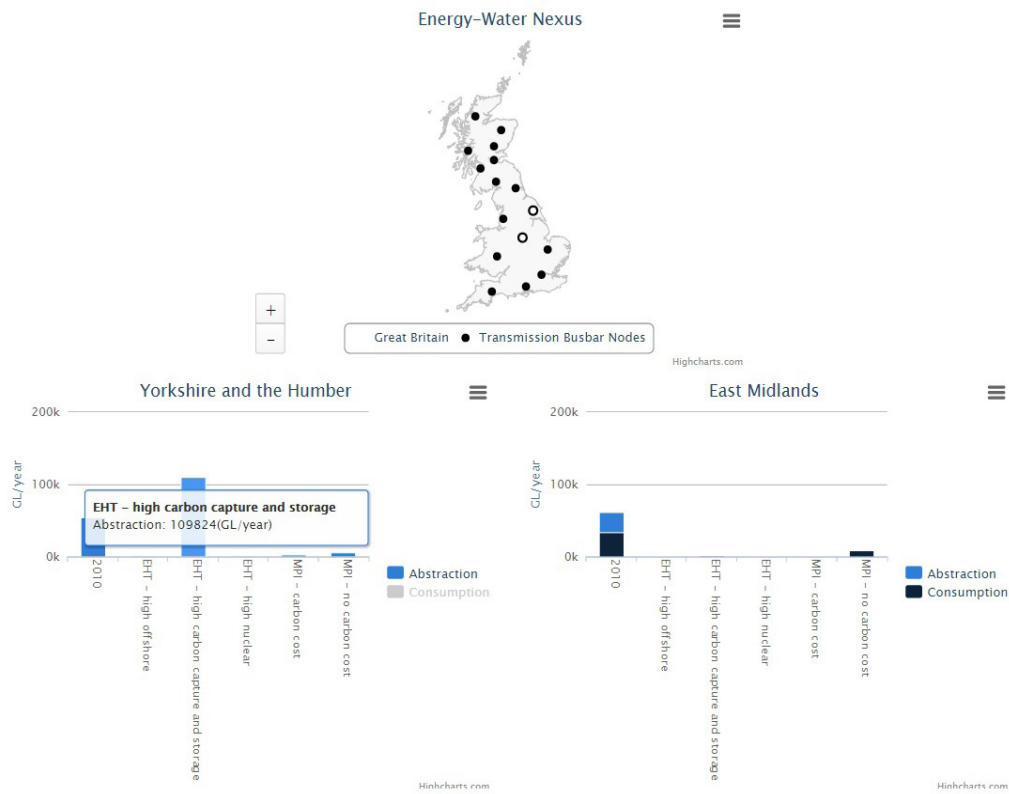 Energy-Water Nexus
+
–
Great Britain
Transmission Busbar Nodes
Highcharts.com
Yorkshire and the Humber
200k
100k
0k
GL/year
EHT - high carbon capture and storage
Abstraction: 109824(GL/year)
2010
EHT - high offshore
EHT - high carbon capture and storage
EHT - high nuclear
MPI - carbon cost
MPI - no carbon cost
Abstraction
Consumption
Highcharts.com
East Midlands
200k
100k
0k
GL/year
2010
EHT - high offshore
EHT - high carbon capture and storage
EHT - high nuclear
MPI - carbon cost
MPI - no carbon cost
Abstraction
Consumption
Highcharts.com